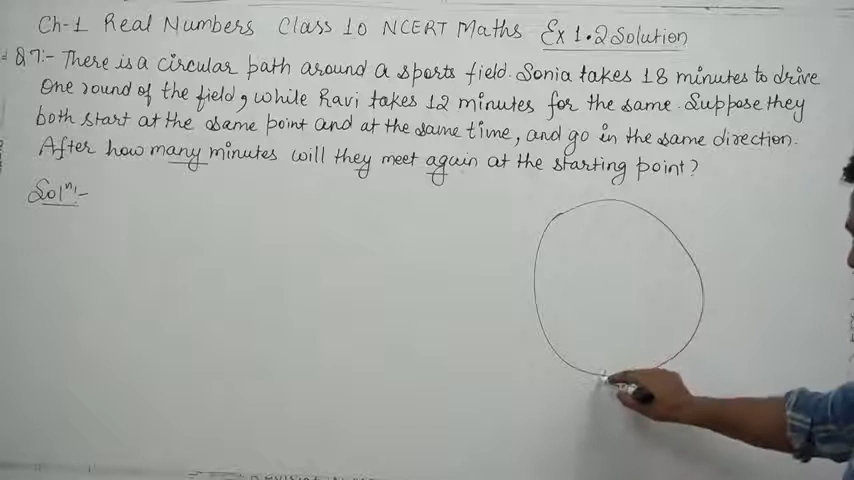 Ch-1 Real Numbers Class 10 NCERT Maths Ex 1.2 Solution
Q7:- There is a circular path around a sports field. Sonia takes 18 minutes to drive
One round of the field, while Ravi takes 12 minutes for the same. Suppose they
both start at the same point and at the same time, and go in the same direction.
After how many minutes will they meet again at the starting point?
Solⁿ:-